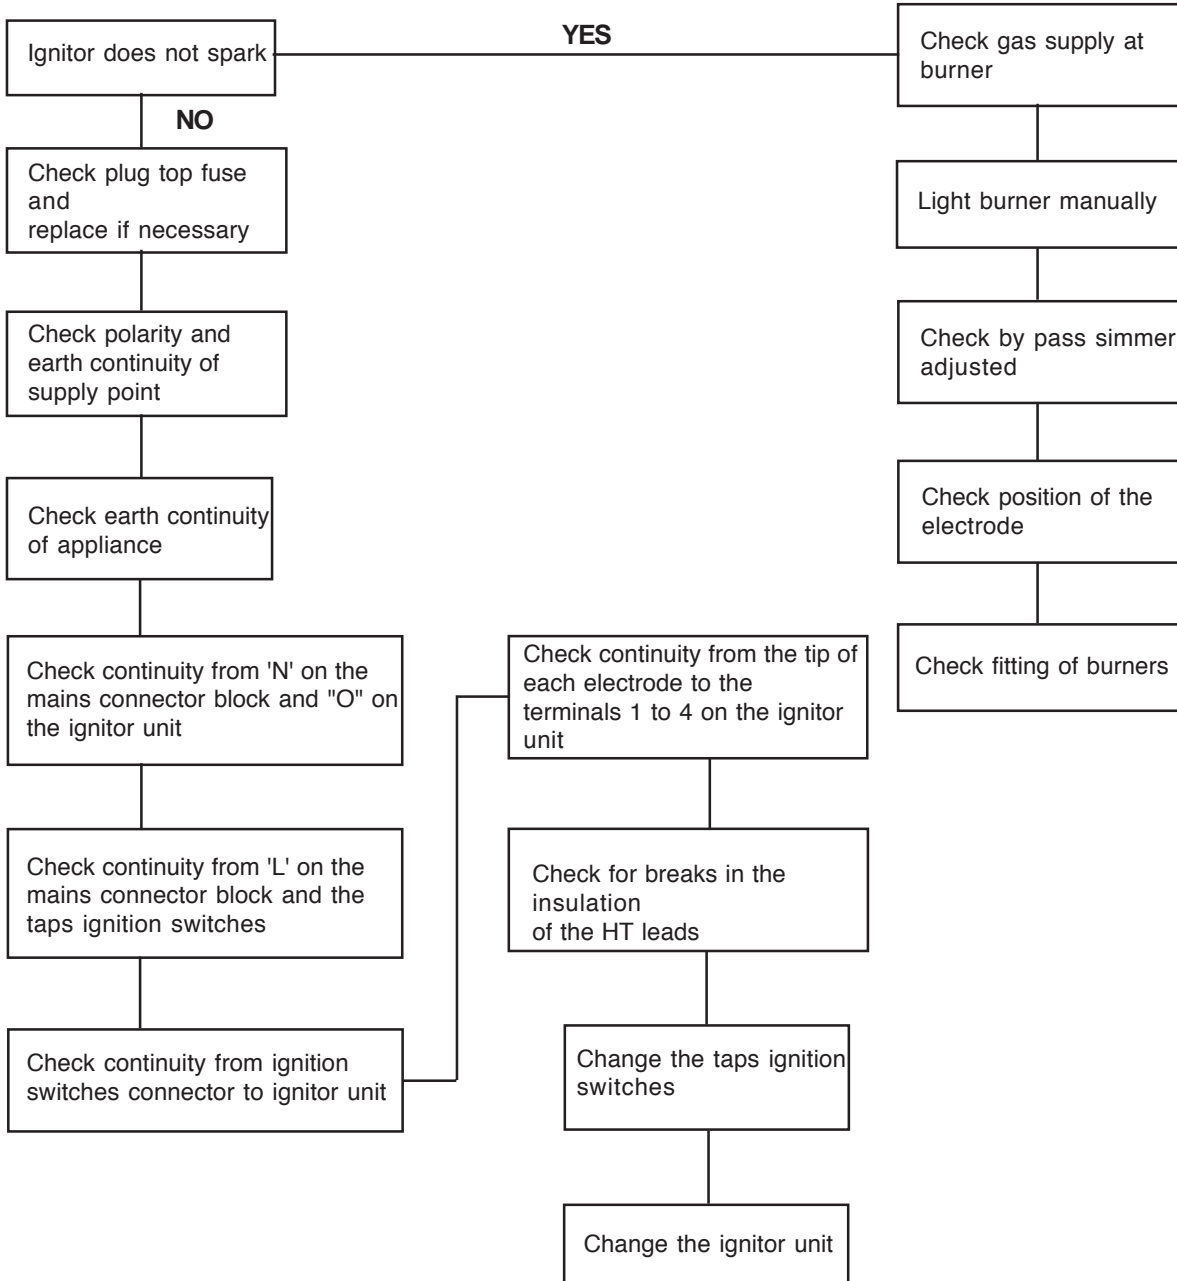 Ignitor does not spark
YES
Check gas supply at
burner
NO
Check plug top fuse
and
replace if necessary
Light burner manually
Check polarity and
earth continuity of
supply point
Check by pass simmer
adjusted
Check earth continuity
of appliance
Check position of the
electrode
Check continuity from 'N' on the
mains connector block and "O" on
the ignitor unit
Check continuity from the tip of
each electrode to the
terminals 1 to 4 on the ignitor
unit
Check fitting of burners
Check continuity from 'L' on the
mains connector block and the
taps ignition switches
Check for breaks in the
insulation
of the HT leads
Check continuity from ignition
switches connector to ignitor unit
Change the taps ignition
switches
Change the ignitor unit